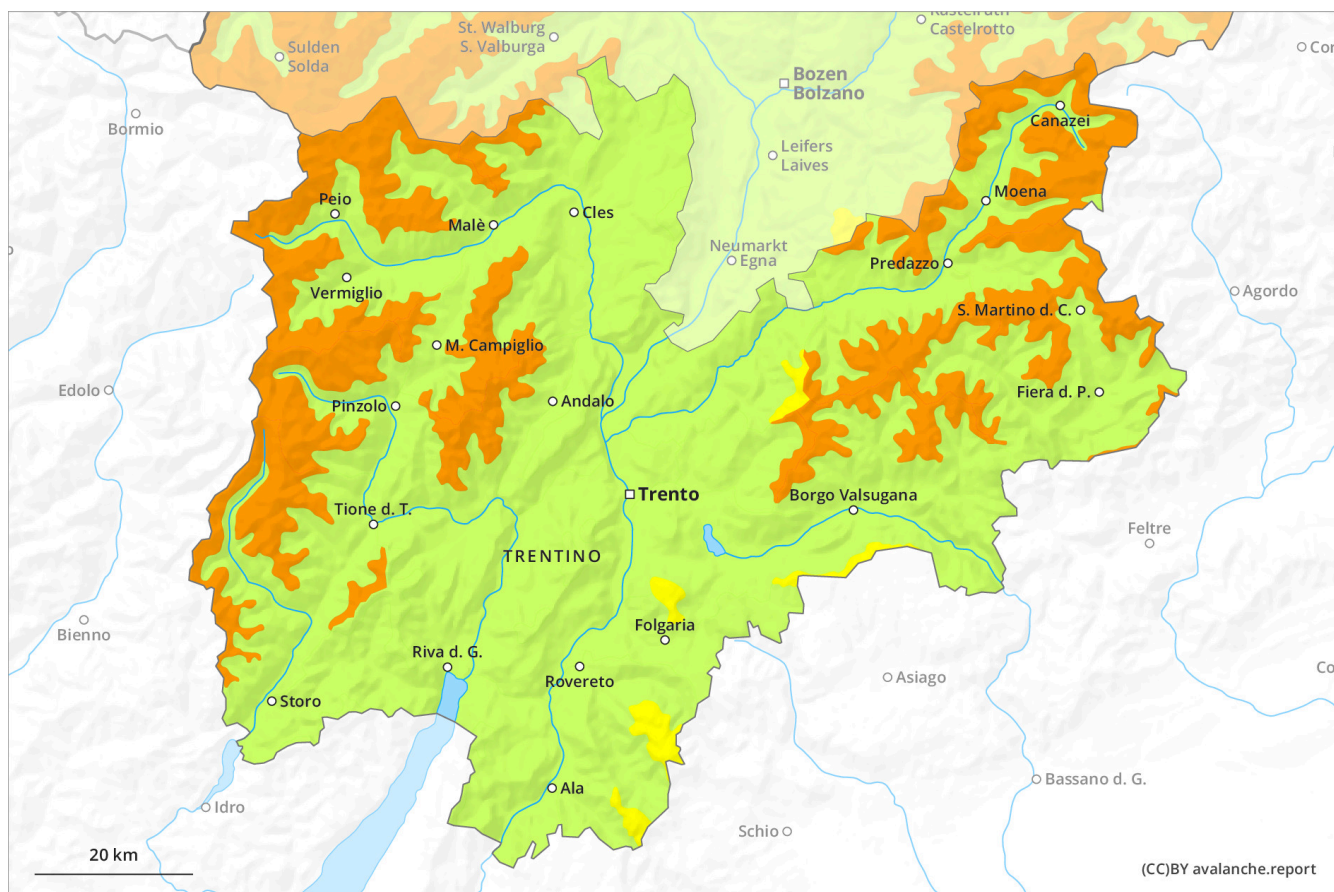 Kastelruth
Castelrotto
St. Walburg
S. Valburga
Sulden
Solda
Bozen
Bolzano
Bormio
Canazei
Leifers
Laives
Peio
Moena
Malè
Cles
Neumarkt
Egna
Predazzo
Vermiglio
Agordo
S. Martino d. C.
M. Campiglio
Edolo
Fiera d. P.
Andalo
Pinzolo
Trento
Borgo Valsugana
Tione d. T.
Feltre
TRENTINO
Bienno
Folgaria
Riva d. G.
Asiago
Rovereto
Storo
Bassano d. G.
Ala
Idro
Schio
20 km
(CC)BY avalanche.report